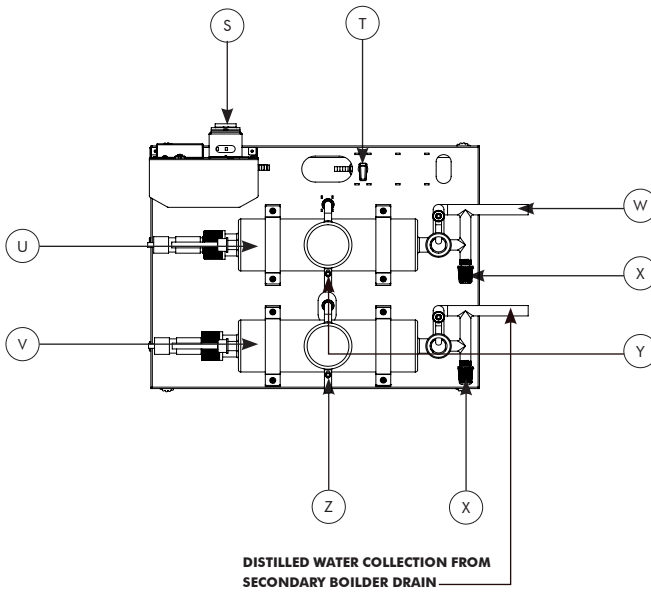 S
T
U
W
X
V
Y
Z
X
DISTILLED WATER COLLECTION FROM
SECONDARY BOILDER DRAIN